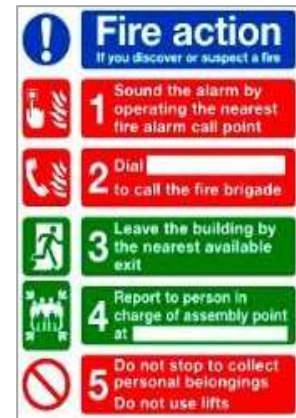 Fire action
If you discover or suspect a fire
1
Sound the alarm by
operating the nearest
fire alarm call point
2
Dial
to call the fire brigade
3
Leave the building by
the nearest available
exit
4
Report to person in
charge of assembly point
at
5
Do not stop to collect
personal belongings
Do not use lifts